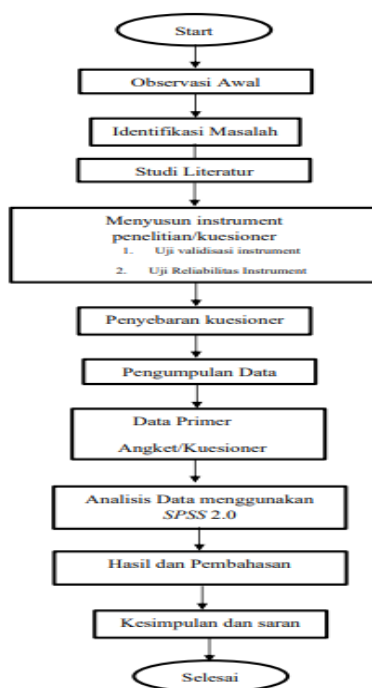 Start
Observasi Awal
Identifikasi Masalah
Studi Literatur
Menyusun instrument
penelitian/kuesioner
1. Uji validisasi instrument
2. Uji Reliabilitas Instrument
Penyebaran kuesioner
Pengumpulan Data
Data Primer
Angket/Kuesioner
Analisis Data menggunakan
SPSS 2.0
Hasil dan Pembahasan
Kesimpulan dan saran
Selesai